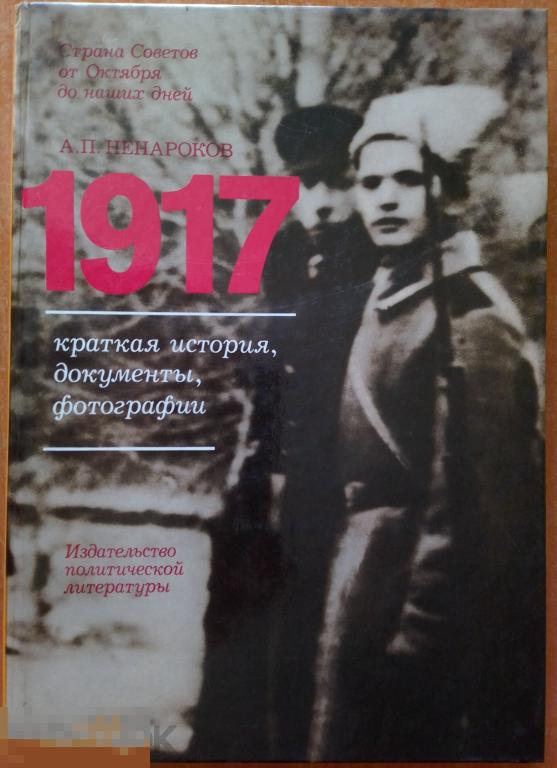 Страна Советов
от Октября
до наших дней
А.П. НЕНАРОКОВ
1917
краткая история,
документы,
фотографии
Издательство
политической
литературы